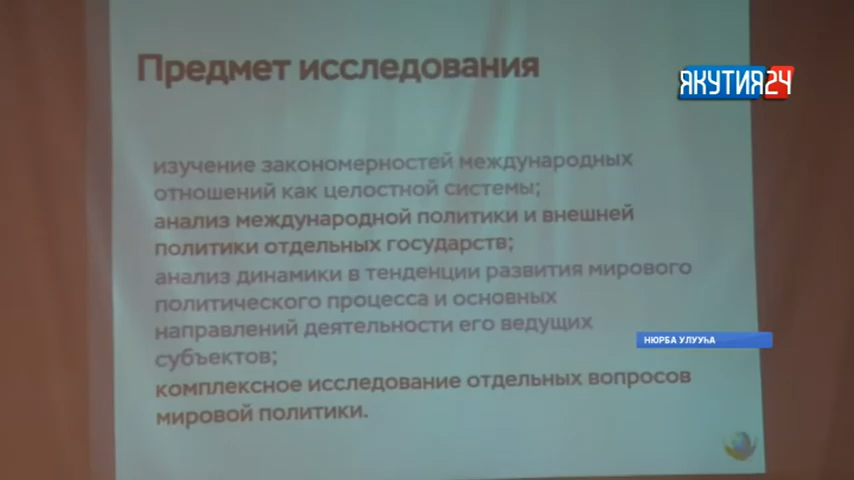 Предмет исследования
ЯКУТИЯ24
изучение закономерностей международных
отношений как целостной системы;
анализ международной политики и внешней
политики отдельных государств;
анализ динамики в тенденции развития мирового
политического процесса и основных
направлений деятельности его ведущих
субъектов;
НЮРБА УЛУУҺА
комплексное исследование отдельных вопросов
мировой политики.